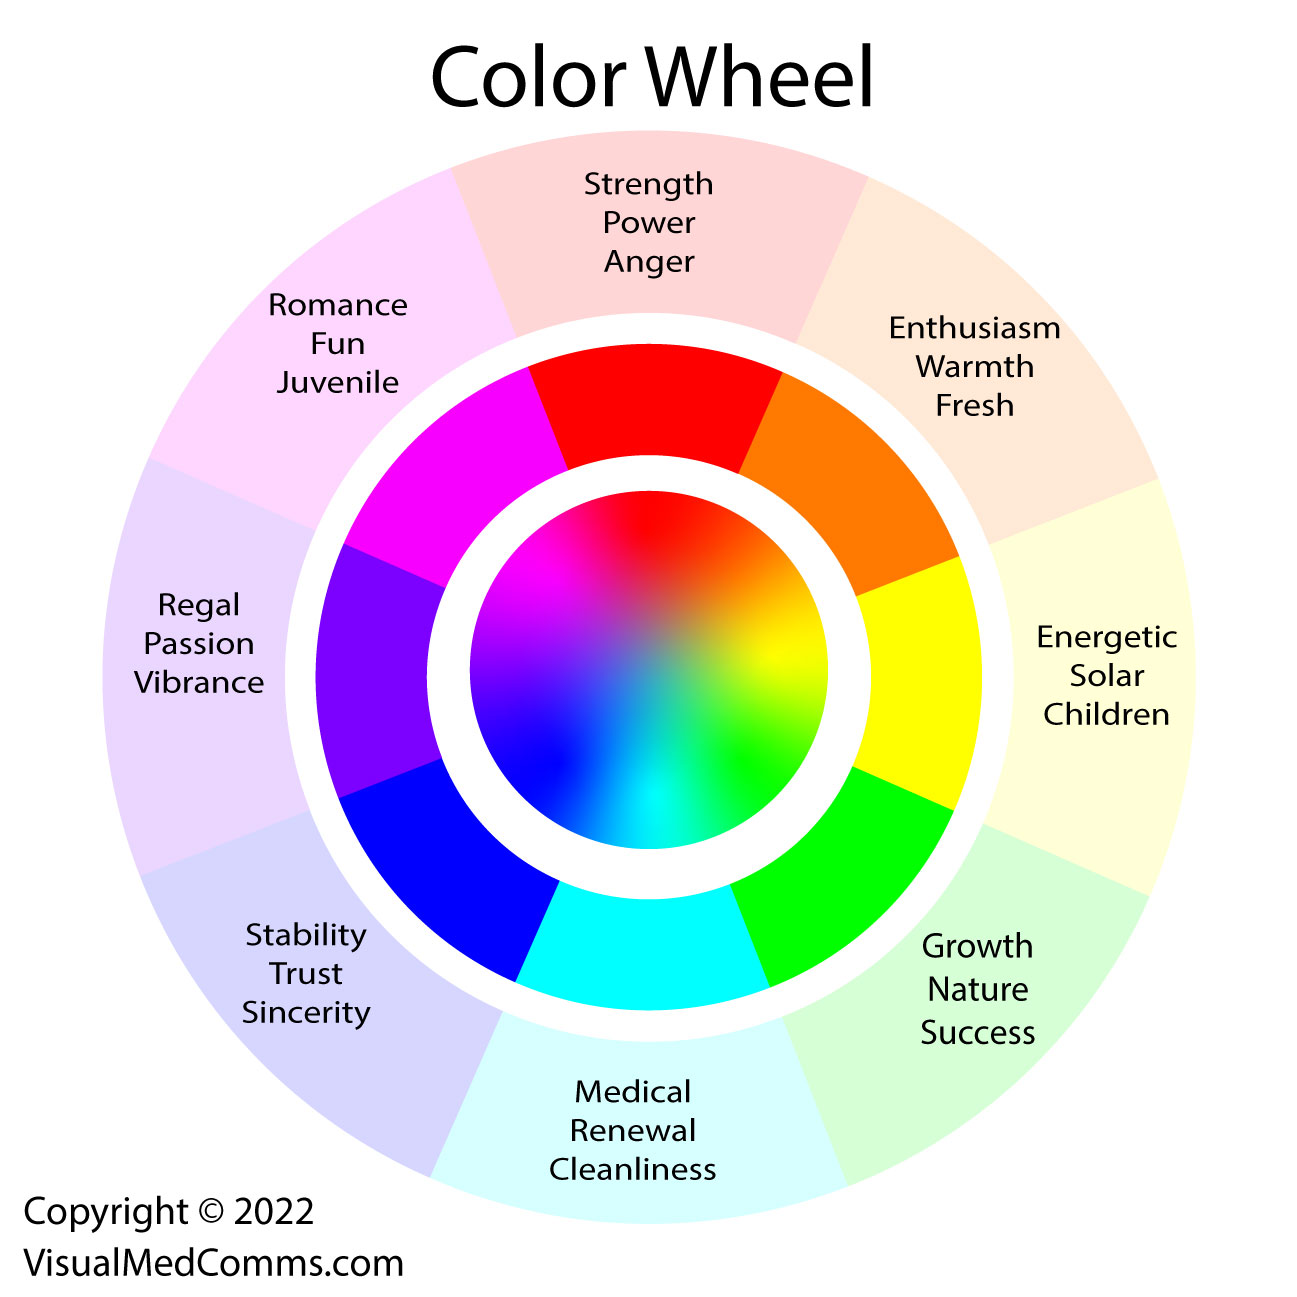 Color Wheel
Strength
Power
Anger
Enthusiasm
Warmth
Fresh
Energetic
Solar
Children
Growth
Nature
Success
Medical
Renewal
Cleanliness
Stability
Trust
Sincerity
Regal
Passion
Vibrance
Romance
Fun
Juvenile
Copyright © 2022
VisualMedComms.com